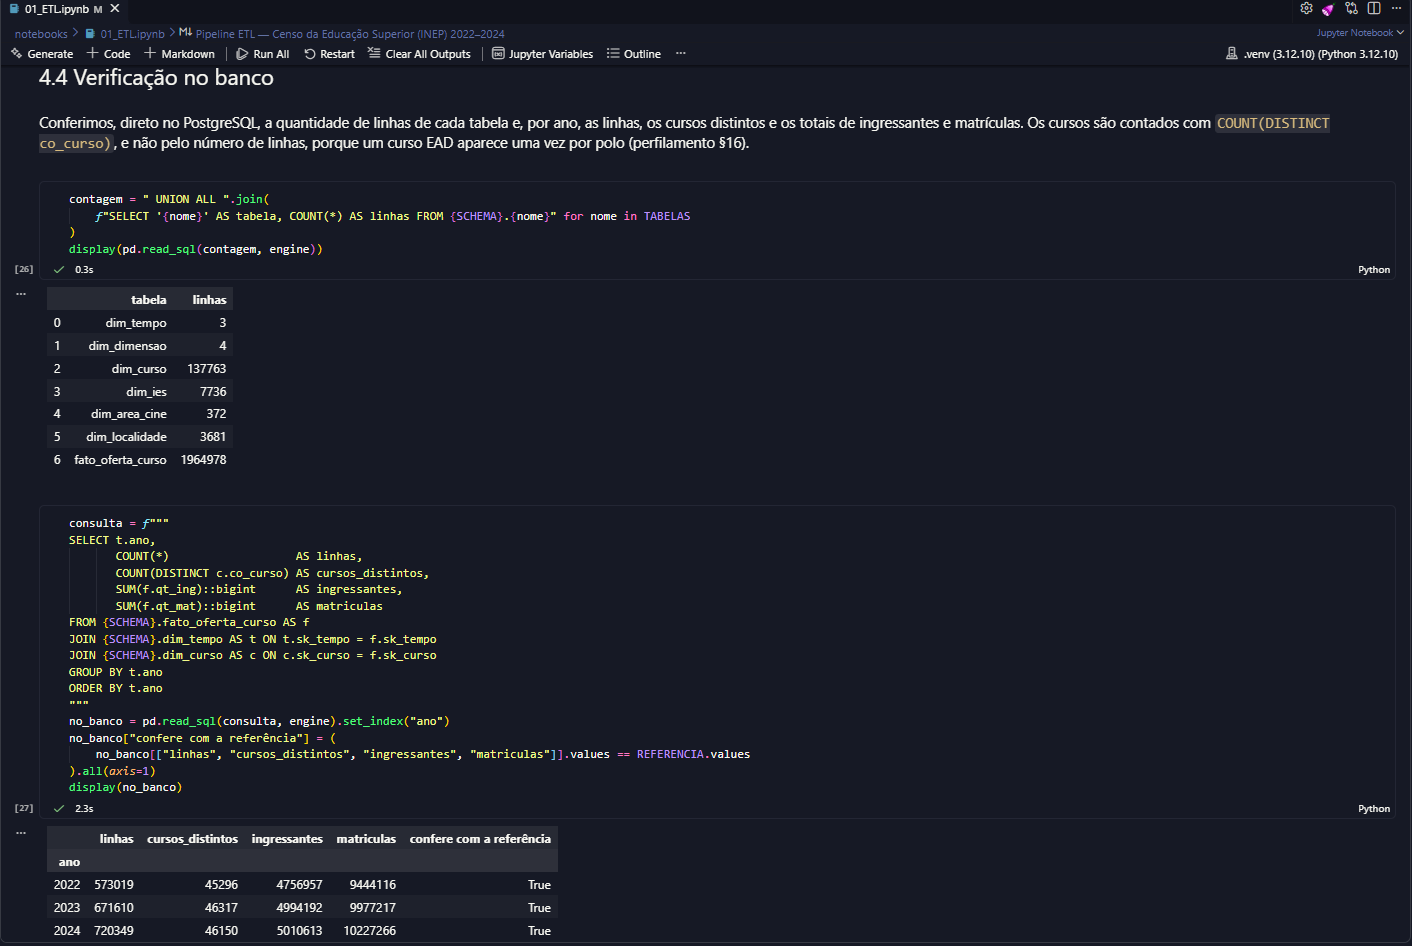 01_ETL.ipynb M
notebooks > 01_ETL.ipynb > M↓ Pipeline ETL — Censo da Educação Superior (INEP) 2022–2024
Jupyter Notebook
Generate + Code + Markdown | Run All Restart Clear All Outputs | Jupyter Variables Outline ...
.venv (3.12.10) (Python 3.12.10)
4.4 Verificação no banco
Conferimos, direto no PostgreSQL, a quantidade de linhas de cada tabela e, por ano, as linhas, os cursos distintos e os totais de ingressantes e matrículas. Os cursos são contados com COUNT(DISTINCT
co_curso), e não pelo número de linhas, porque um curso EAD aparece uma vez por polo (perfilamento §16).
contagem = " UNION ALL ".join(
f"SELECT '{nome}' AS tabela, COUNT(*) AS linhas FROM {SCHEMA}.{nome}" for nome in TABELAS
)
display(pd.read_sql(contagem, engine))
[26] ✓ 0.3s Python
...
tabela linhas
0 dim_tempo 3
1 dim_dimensao 4
2 dim_curso 137763
3 dim_ies 7736
4 dim_area_cine 372
5 dim_localidade 3681
6 fato_oferta_curso 1964978
consulta = f"""
SELECT t.ano,
COUNT(*) AS linhas,
COUNT(DISTINCT c.co_curso) AS cursos_distintos,
SUM(f.qt_ing)::bigint AS ingressantes,
SUM(f.qt_mat)::bigint AS matriculas
FROM {SCHEMA}.fato_oferta_curso AS f
JOIN {SCHEMA}.dim_tempo AS t ON t.sk_tempo = f.sk_tempo
JOIN {SCHEMA}.dim_curso AS c ON c.sk_curso = f.sk_curso
GROUP BY t.ano
ORDER BY t.ano
"""
no_banco = pd.read_sql(consulta, engine).set_index("ano")
no_banco["confere com a referência"] = (
no_banco[["linhas", "cursos_distintos", "ingressantes", "matriculas"]].values == REFERENCIA.values
).all(axis=1)
display(no_banco)
[27] ✓ 2.3s Python
...
linhas cursos_distintos ingressantes matriculas confere com a referência
ano
2022 573019 45296 4756957 9444116 True
2023 671610 46317 4994192 9977217 True
2024 720349 46150 5010613 10227266 True